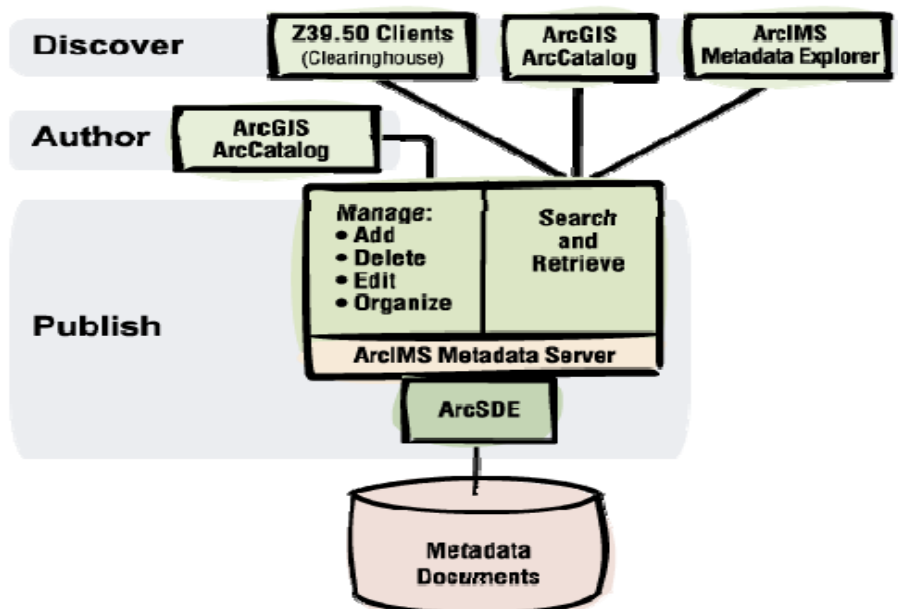 Discover
Z39.50 Clients
(Clearinghouse)
ArcGIS
ArcCatalog
ArcIMS
Metadata Explorer
Author
ArcGIS
ArcCatalog
Publish
Manage:
• Add
• Delete
• Edit
• Organize
Search
and
Retrieve
ArcIMS Metadata Server
ArcSDE
Metadata
Documents